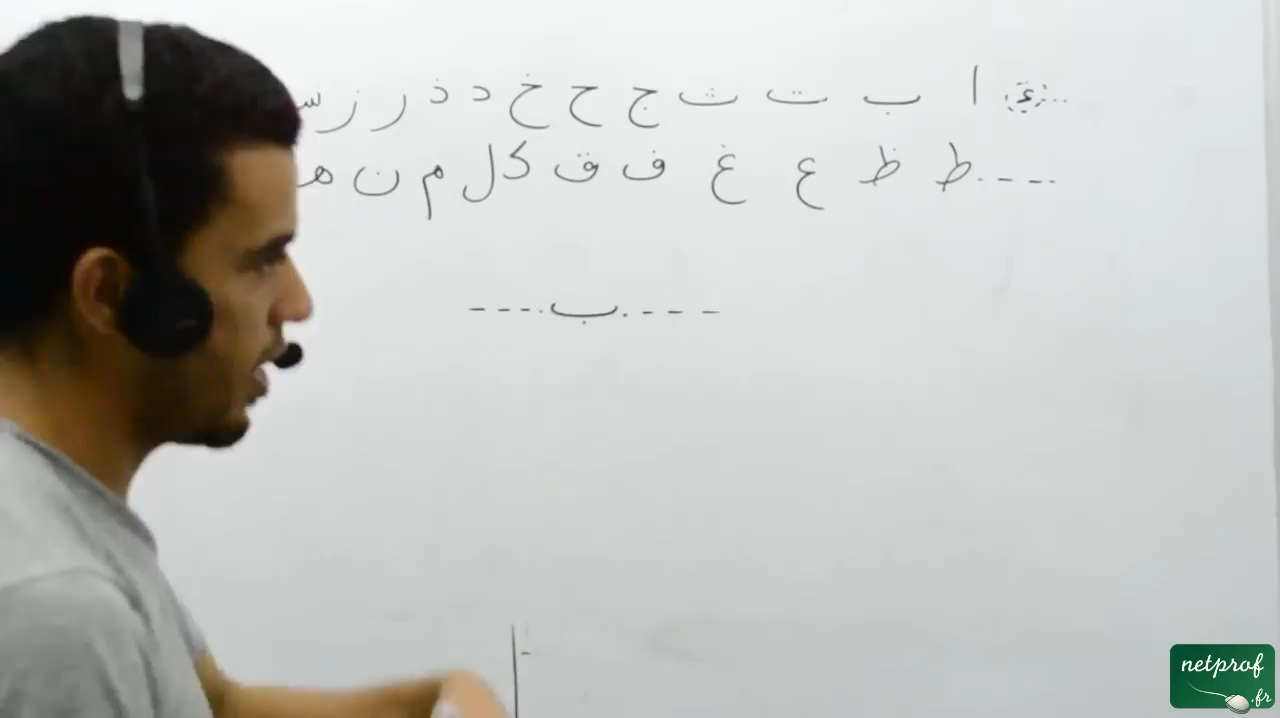 ء ا ب ت ث ج ح خ د ذ ر ز س
ط ظ ع غ ف ق ك ل م ن ه
ب
netprof
.fr